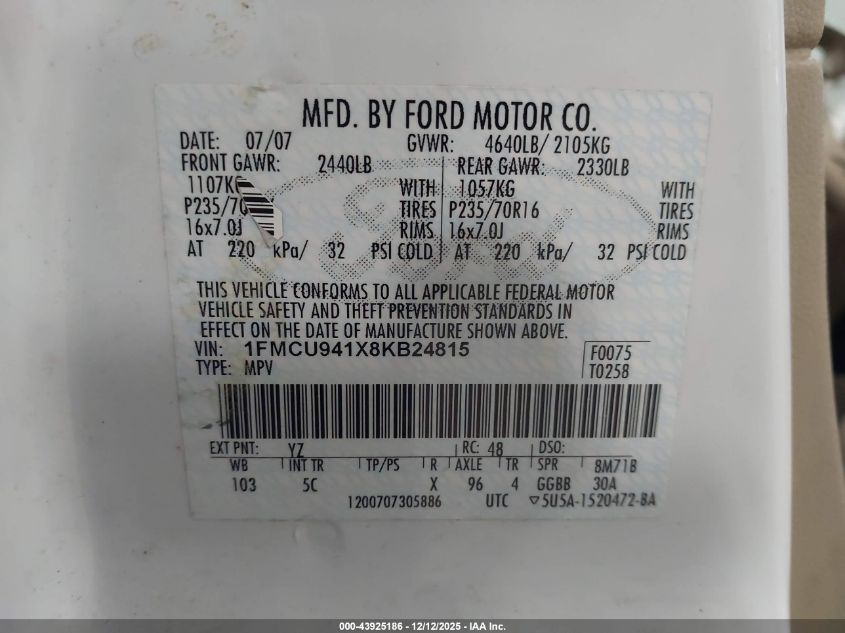 MFD. BY FORD MOTOR CO.
DATE: 07/07 GVWR: 4640LB/ 2105KG
FRONT GAWR: 2440LB REAR GAWR: 2330LB
1107KG WITH 1057KG WITH
P235/70 TIRES P235/70R16 TIRES
16x7.0J RIMS 16x7.0J RIMS
AT 220 kPa/ 32 PSI COLD AT 220 kPa/ 32 PSI COLD
Ford
THIS VEHICLE CONFORMS TO ALL APPLICABLE FEDERAL MOTOR
VEHICLE SAFETY AND THEFT PREVENTION STANDARDS IN
EFFECT ON THE DATE OF MANUFACTURE SHOWN ABOVE.
VIN: 1FMCU941X8KB24815 F0075
TYPE: MPV T0258
EXT PNT: YZ RC: 48 DSO:
WB INT TR TP/PS R AXLE TR SPR 8M71B
103 5C X 96 4 GGBB 30A
1200707305886 UTC ▽5U5A-1520472-BA
000-43925186 - 12/12/2025 - IAA Inc.